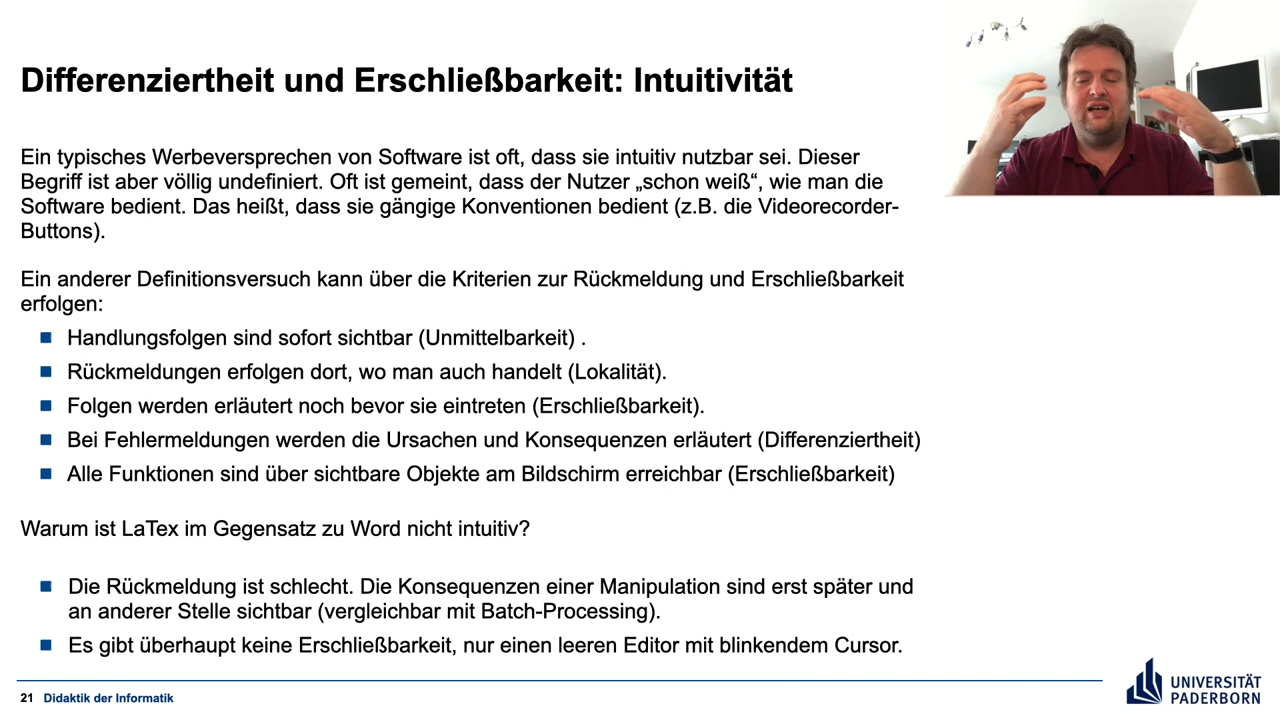 Differenziertheit und Erschließbarkeit: Intuitivität
Ein typisches Werbeversprechen von Software ist oft, dass sie intuitiv nutzbar sei. Dieser
Begriff ist aber völlig undefiniert. Oft ist gemeint, dass der Nutzer „schon weiß“, wie man die
Software bedient. Das heißt, dass sie gängige Konventionen bedient (z.B. die Videorecorder-
Buttons).
Ein anderer Definitionsversuch kann über die Kriterien zur Rückmeldung und Erschließbarkeit
erfolgen:
Handlungsfolgen sind sofort sichtbar (Unmittelbarkeit) .
Rückmeldungen erfolgen dort, wo man auch handelt (Lokalität).
Folgen werden erläutert noch bevor sie eintreten (Erschließbarkeit).
Bei Fehlermeldungen werden die Ursachen und Konsequenzen erläutert (Differenziertheit)
Alle Funktionen sind über sichtbare Objekte am Bildschirm erreichbar (Erschließbarkeit)
Warum ist LaTex im Gegensatz zu Word nicht intuitiv?
Die Rückmeldung ist schlecht. Die Konsequenzen einer Manipulation sind erst später und
an anderer Stelle sichtbar (vergleichbar mit Batch-Processing).
Es gibt überhaupt keine Erschließbarkeit, nur einen leeren Editor mit blinkendem Cursor.
21 Didaktik der Informatik
UNIVERSITÄT
PADERBORN